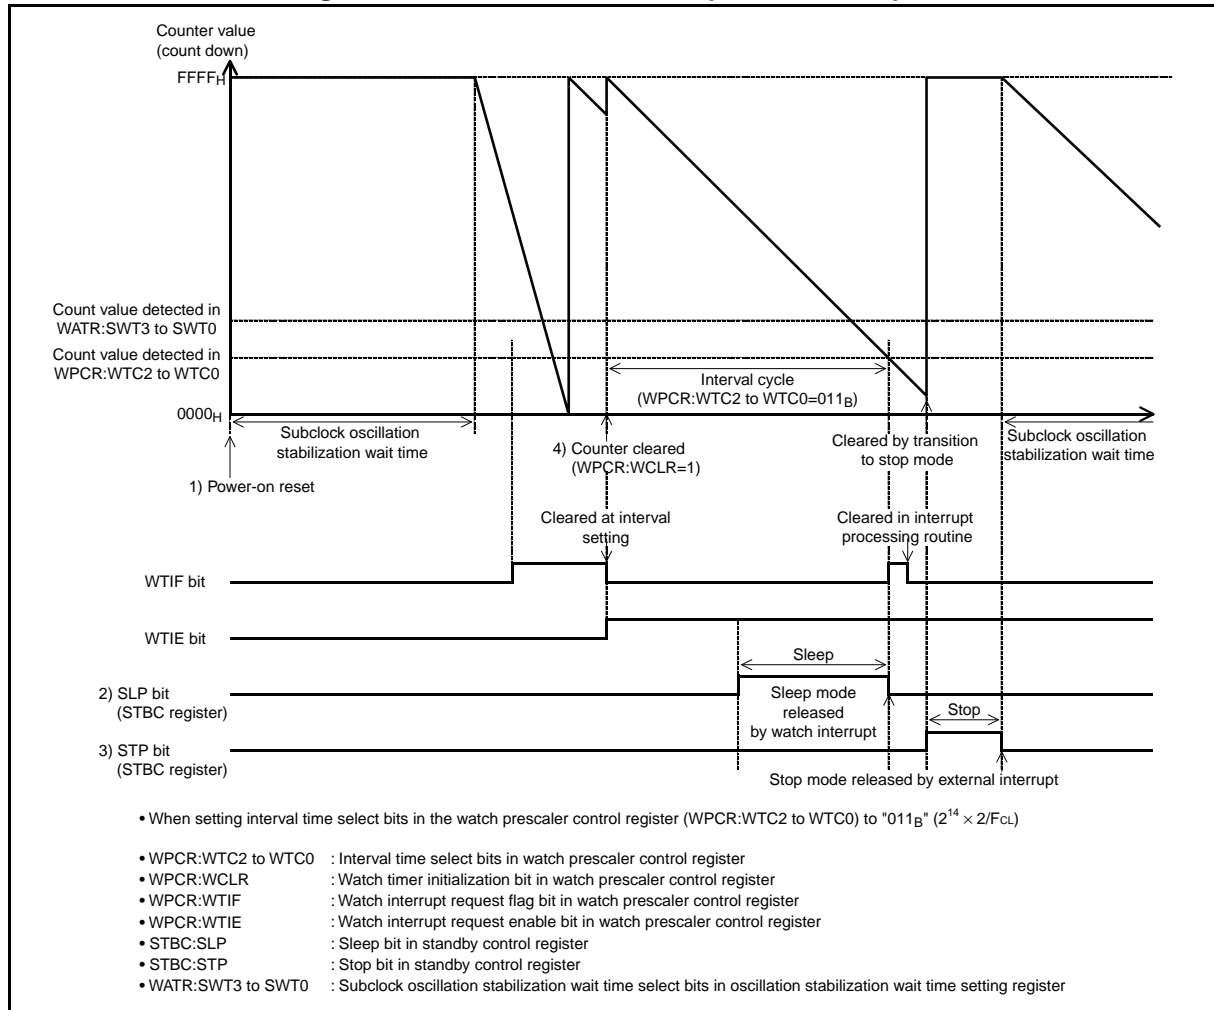 Counter value
(count down)
FFFFH
Count value detected in
WATR:SWT3 to SWT0
Count value detected in
WPCR:WTC2 to WTC0
Interval cycle
(WPCR:WTC2 to WTC0=011B)
0000H
Subclock oscillation
stabilization wait time
4) Counter cleared
(WPCR:WCLR=1)
Cleared by transition
to stop mode
Subclock oscillation
stabilization wait time
1) Power-on reset
Cleared at interval
setting
Cleared in interrupt
processing routine
WTIF bit
WTIE bit
Sleep
2) SLP bit
(STBC register)
Sleep mode
released
by watch interrupt
Stop
3) STP bit
(STBC register)
Stop mode released by external interrupt
• When setting interval time select bits in the watch prescaler control register (WPCR:WTC2 to WTC0) to "011B" (2^14 × 2/FCL)
• WPCR:WTC2 to WTC0 : Interval time select bits in watch prescaler control register
• WPCR:WCLR : Watch timer initialization bit in watch prescaler control register
• WPCR:WTIF : Watch interrupt request flag bit in watch prescaler control register
• WPCR:WTIE : Watch interrupt request enable bit in watch prescaler control register
• STBC:SLP : Sleep bit in standby control register
• STBC:STP : Stop bit in standby control register
• WATR:SWT3 to SWT0 : Subclock oscillation stabilization wait time select bits in oscillation stabilization wait time setting register